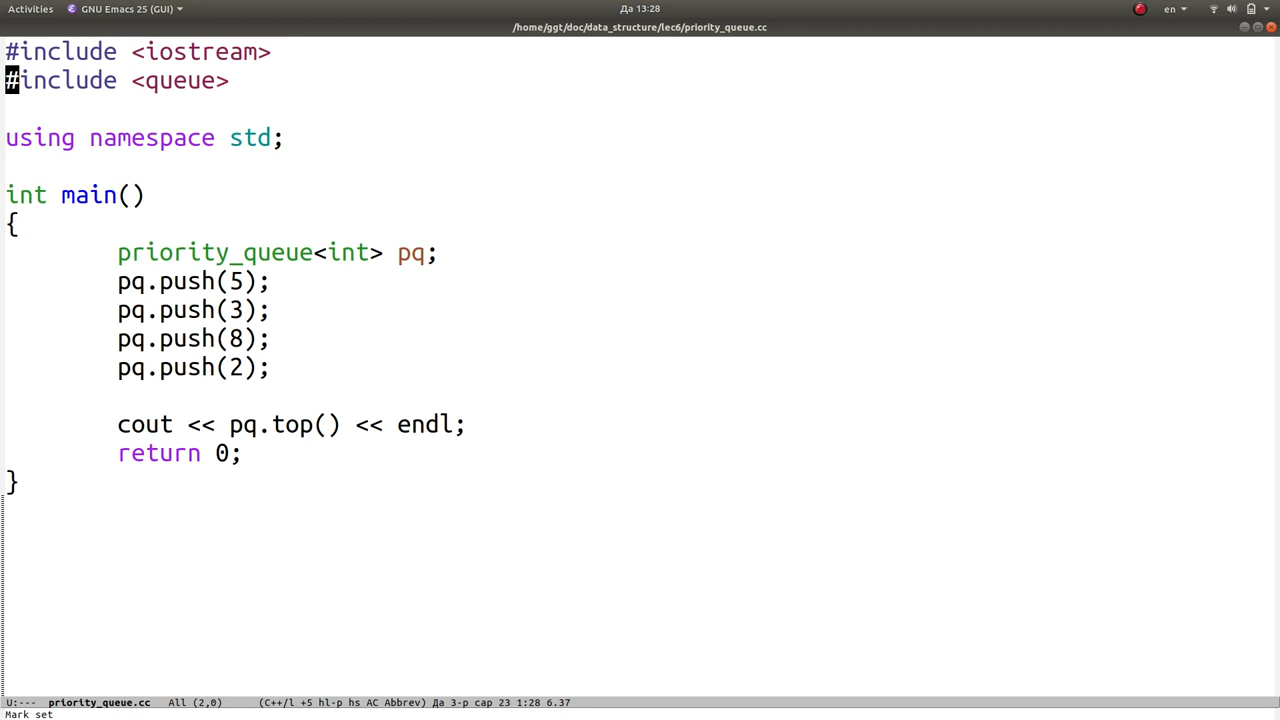 Activities GNU Emacs 25 (GUI) Да 13:28 en
/home/ggt/doc/data_structure/lec6/priority_queue.cc
#include <iostream>
#include <queue>
using namespace std;
int main()
{
priority_queue<int> pq;
pq.push(5);
pq.push(3);
pq.push(8);
pq.push(2);
cout << pq.top() << endl;
return 0;
}
U:--- priority_queue.cc All (2,0) (C++/l +5 hl-p hs AC Abbrev) Да 3-р сар 23 1:28 6.37
Mark set